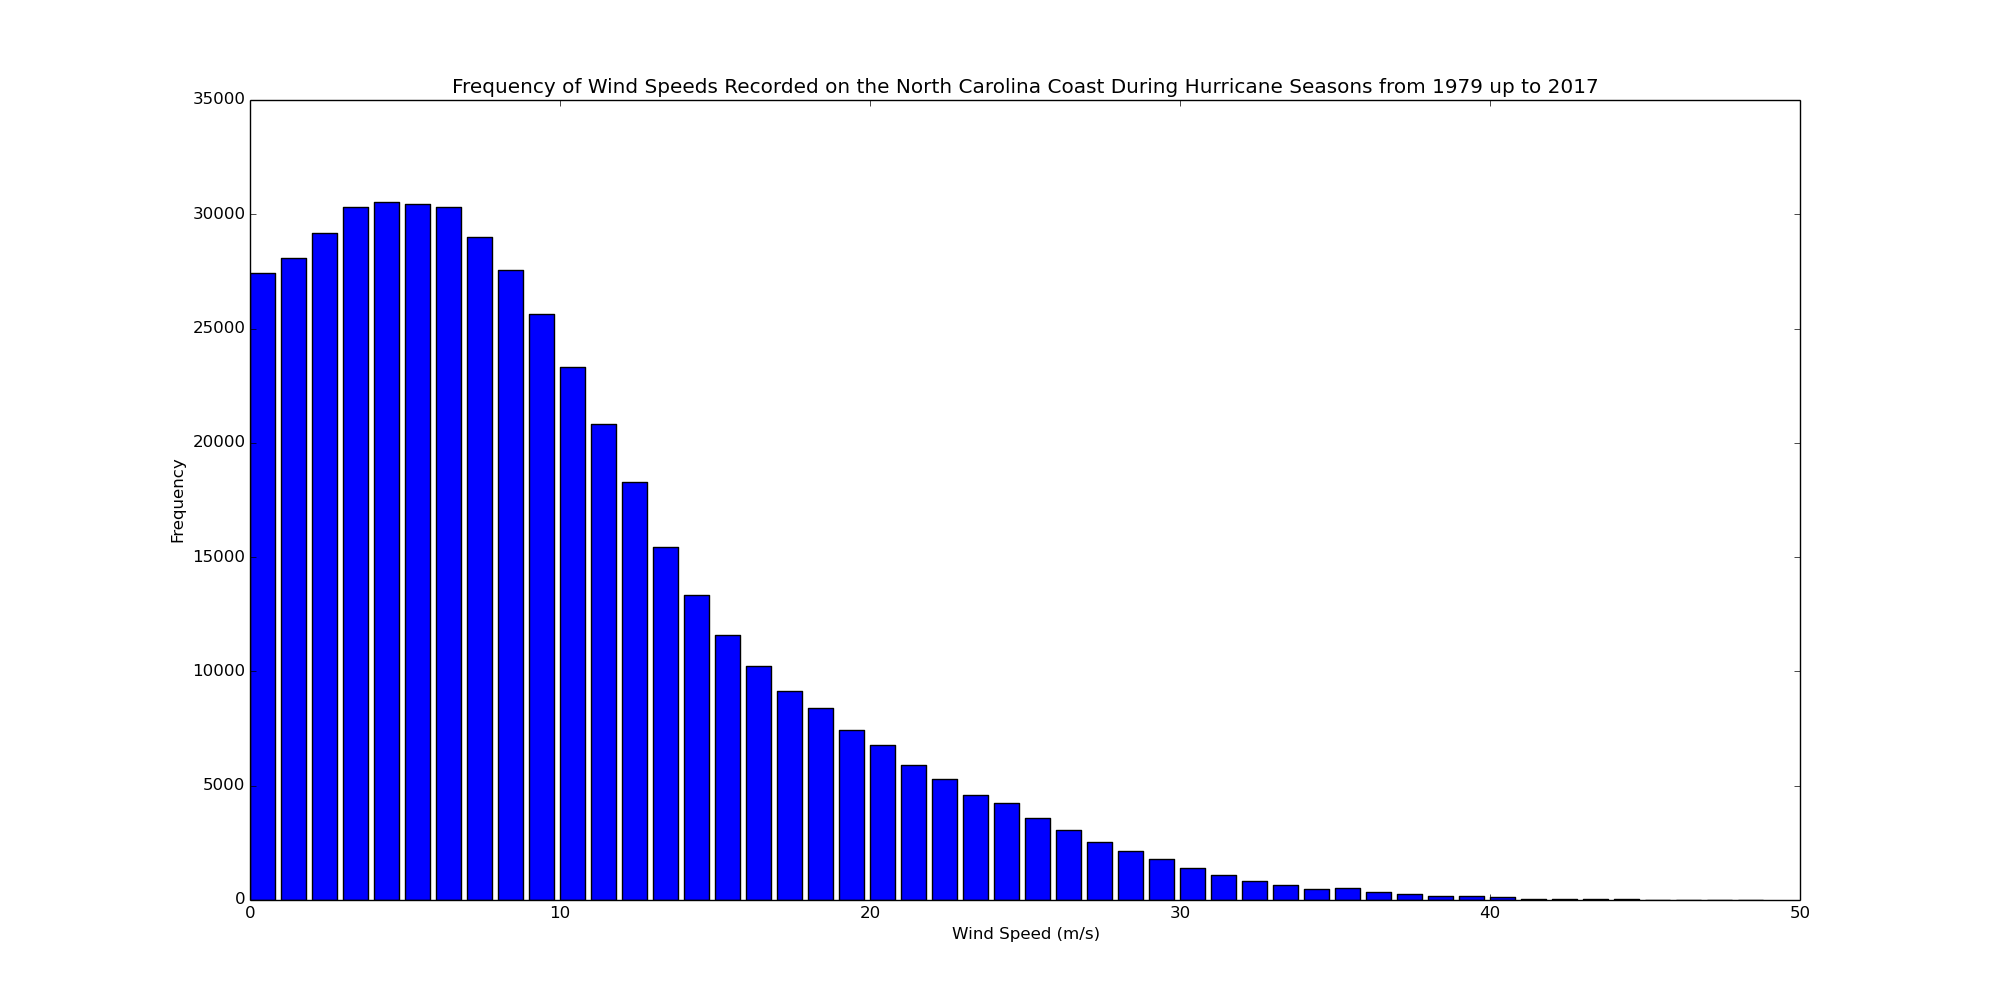 Frequency of Wind Speeds Recorded on the North Carolina Coast During Hurricane Seasons from 1979 up to 2017
35000
30000
25000
20000
15000
10000
5000
0
Frequency
0 10 20 30 40 50
Wind Speed (m/s)